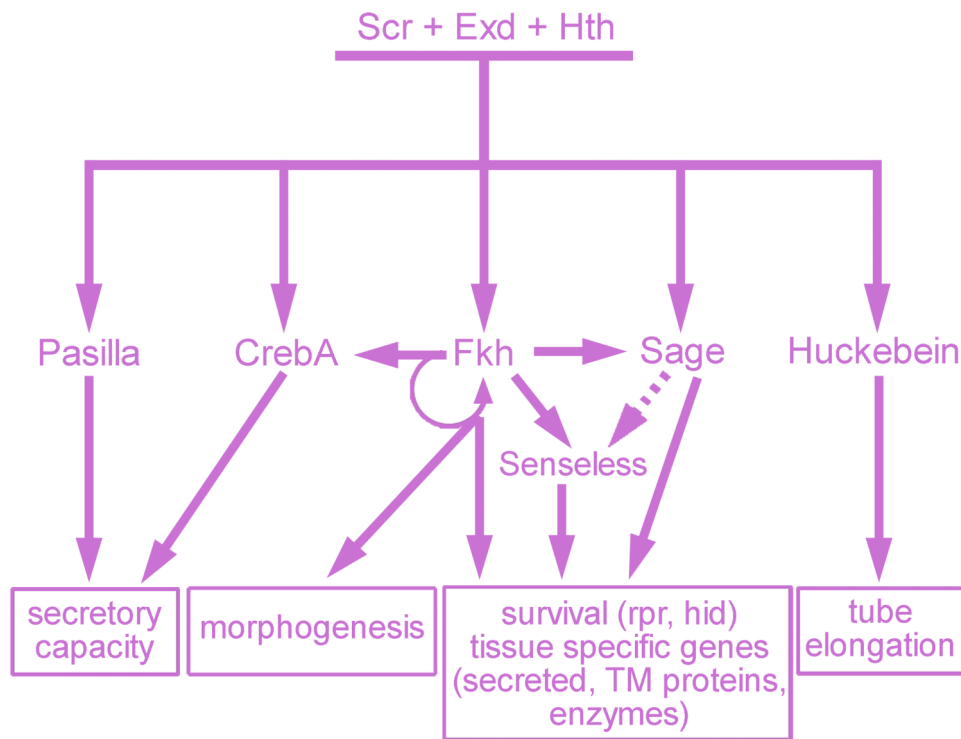 Scr + Exd + Hth
Pasilla
CrebA
Fkh
Sage
Huckebein
Senseless
secretory
capacity
morphogenesis
survival (rpr, hid)
tissue specific genes
(secreted, TM proteins,
enzymes)
tube
elongation